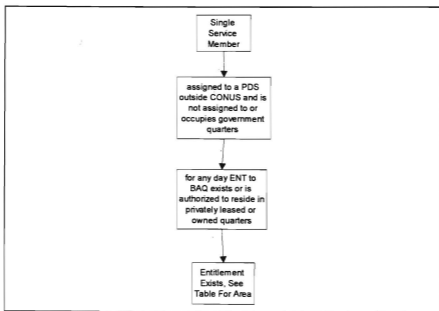 Single
Service
Member
assigned to a PDS
outside CONUS and is
not assigned to or
occupies government
quarters
for any day ENT to
BAQ exists or is
authorized to reside in
privately leased or
owned quarters
Entitlement
Exists, See
Table For Area